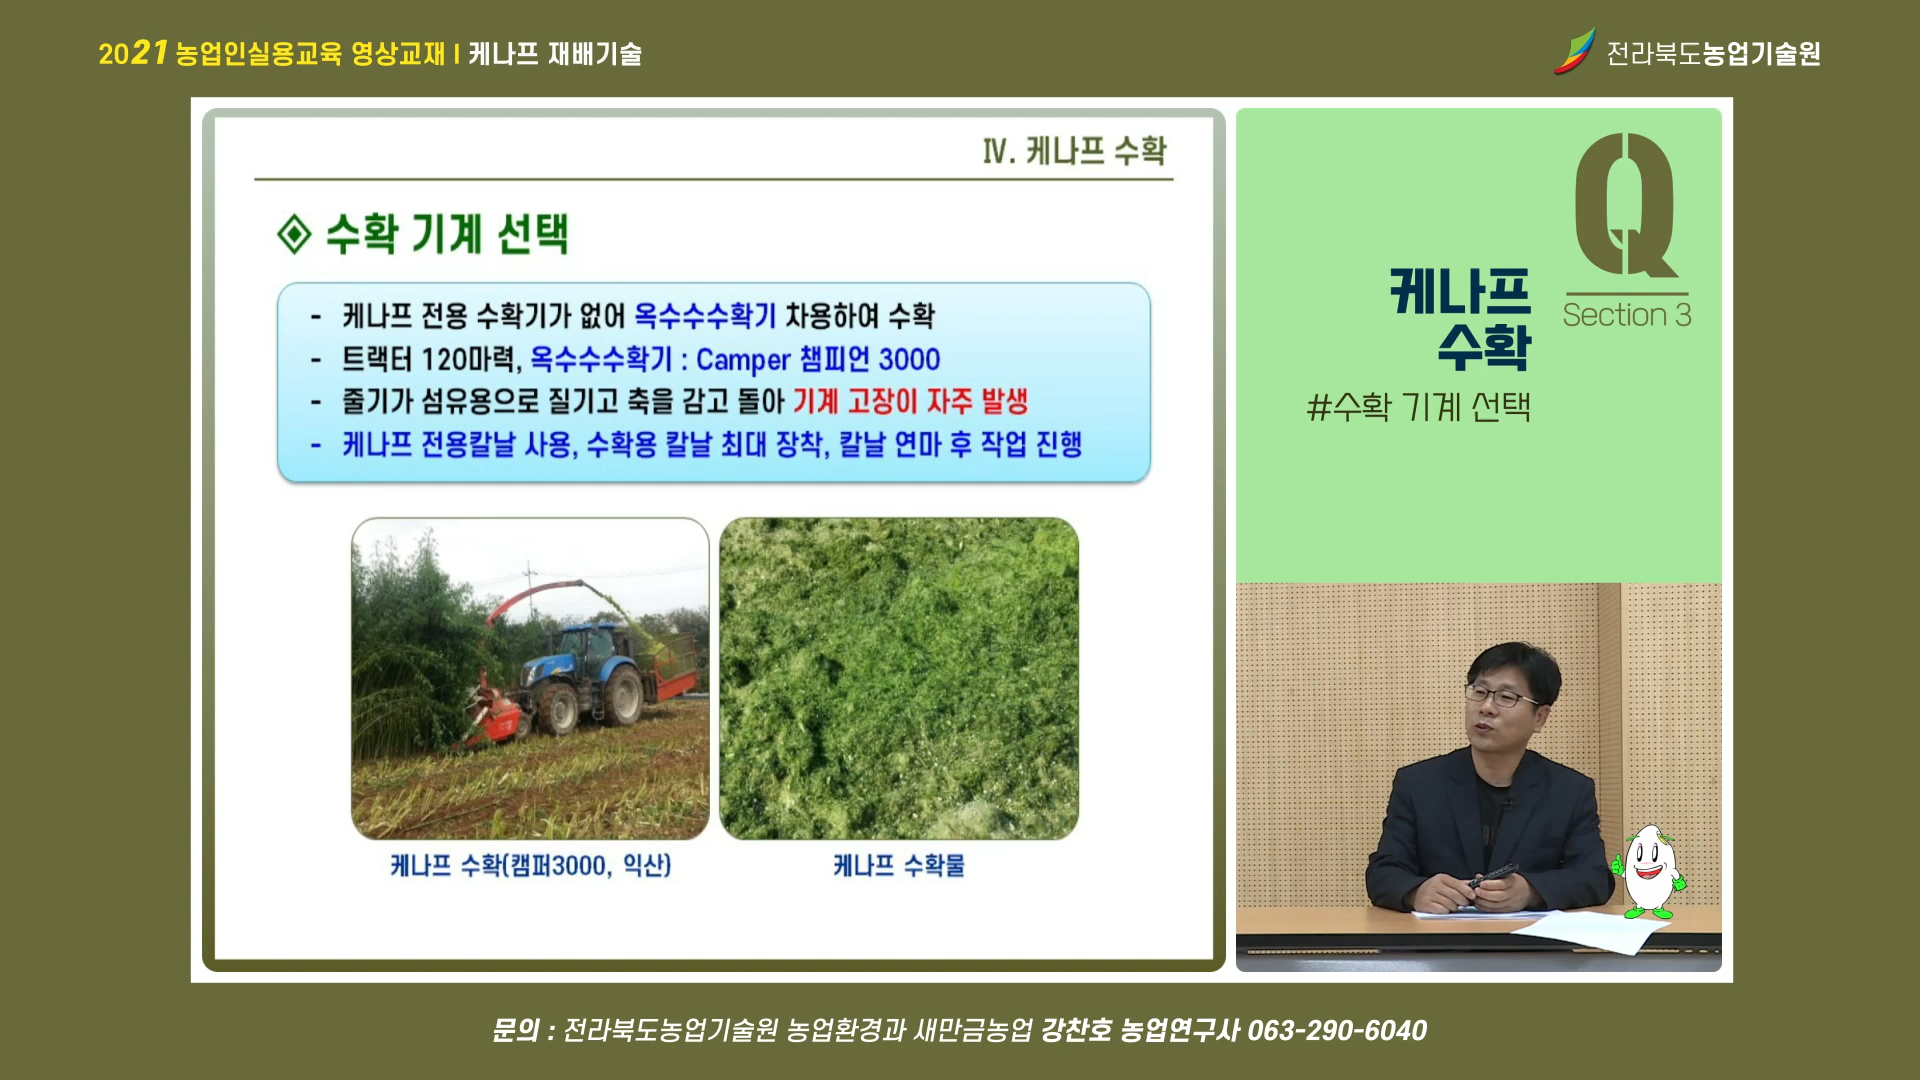 2021 농업인실용교육 영상교재 | 케나프 재배기술
전라북도농업기술원
Ⅳ. 케나프 수확
수확 기계 선택
- 케나프 전용 수확기가 없어 옥수수수확기 차용하여 수확
- 트랙터 120마력, 옥수수수확기 : Camper 챔피언 3000
- 줄기가 섬유용으로 질기고 축을 감고 돌아 기계 고장이 자주 발생
- 케나프 전용칼날 사용, 수확용 칼날 최대 장착, 칼날 연마 후 작업 진행
케나프 수확(캠퍼3000, 익산)
케나프 수확물
Q
Section 3
케나프
수확
#수확 기계 선택
문의 : 전라북도농업기술원 농업환경과 새만금농업 강찬호 농업연구사 063-290-6040